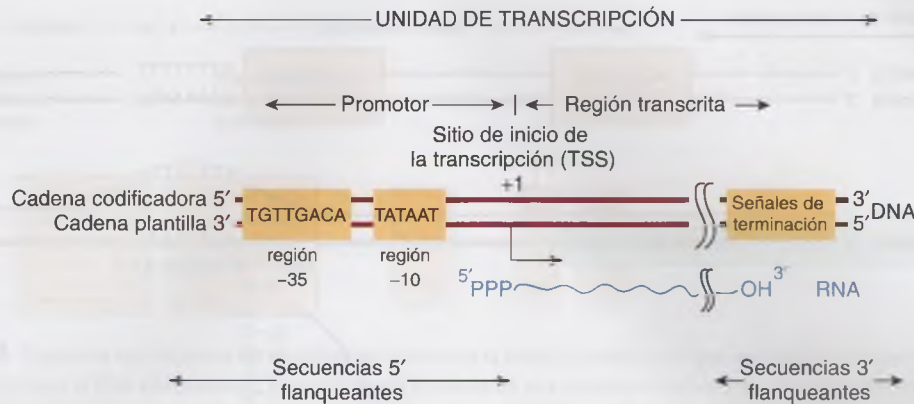 UNIDAD DE TRANSCRIPCIÓN
Promotor
Región transcrita
Sitio de inicio de
la transcripción (TSS)
+1
Cadena codificadora 5′
Cadena plantilla 3′
TGTTGACA
TATAAT
Señales de
terminación
3′
5′
DNA
región
−35
región
−10
5′PPP
OH3′
RNA
Secuencias 5′
flanqueantes
Secuencias 3′
flanqueantes